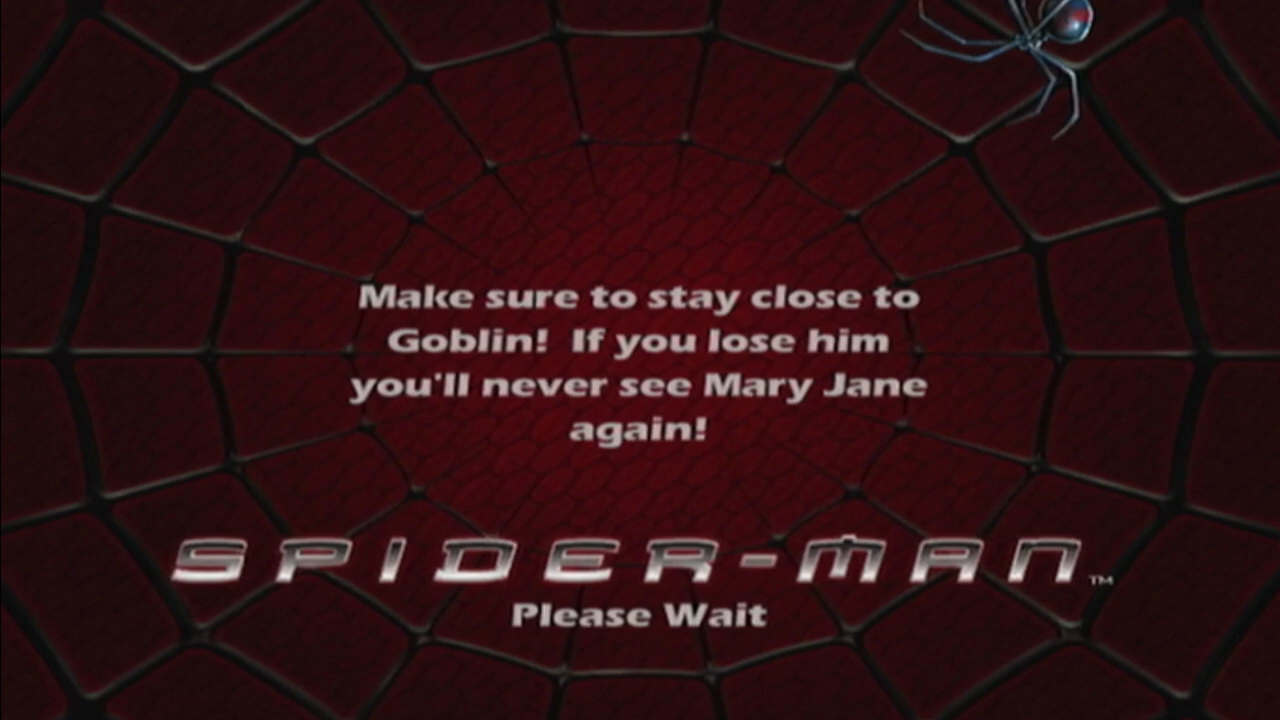 Make sure to stay close to
Goblin!  If you lose him
you'll never see Mary Jane
again!
SPIDER-MAN™
Please Wait